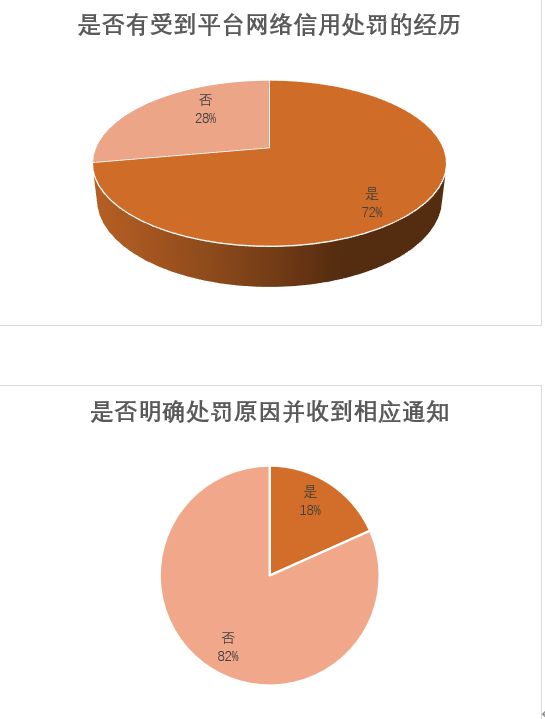 是否有受到平台网络信用处罚的经历
否
28%
是
72%
是否明确处罚原因并收到相应通知
是
18%
否
82%